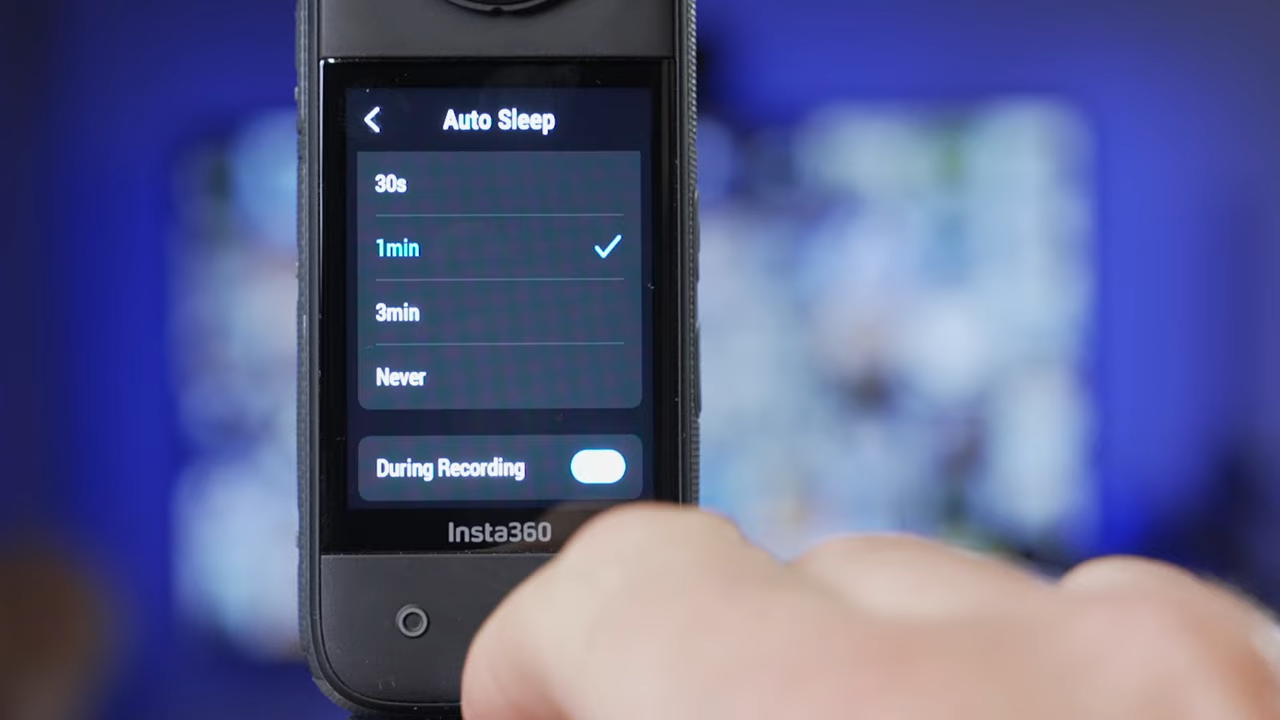 Auto Sleep
30s
1min
3min
Never
During Recording
Insta360